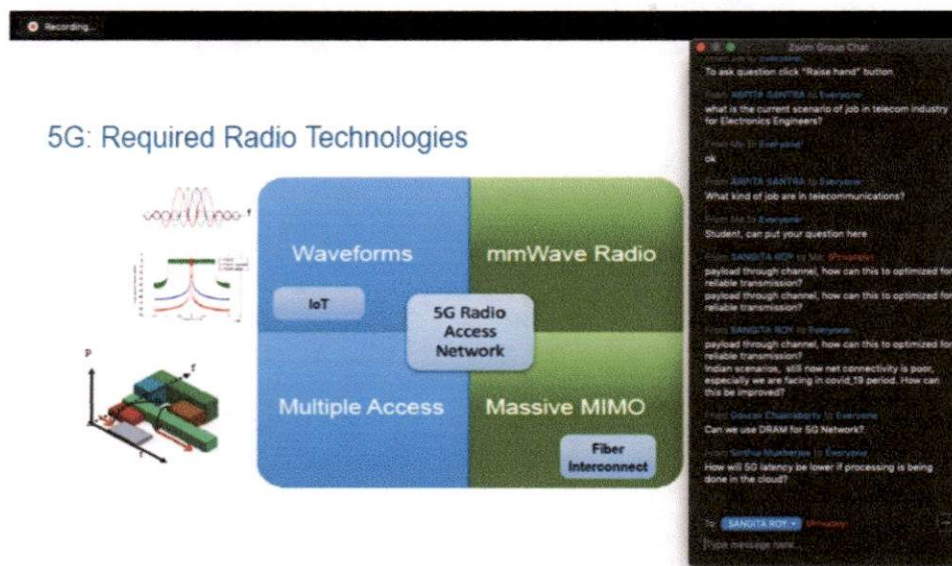 Recording...
Zoom Group Chat
To ask question click "Raise hand" button
From ARPITA SANTRA to Everyone:
what is the current scenario of job in telecom industry
for Electronics Engineers?
From Me to Everyone:
ok
From ARPITA SANTRA to Everyone:
What kind of job are in telecommunications?
From Me to Everyone:
Student, can put your question here
From SANGITA ROY to Me: (Privately)
payload through channel, how can this to optimized for
reliable transmission?
payload through channel, how can this to optimized for
reliable transmission?
From SANGITA ROY to Everyone:
payload through channel, how can this to optimized for
reliable transmission?
Indian scenarios, still now net connectivity is poor,
especially we are facing in covid_19 period. How can
this be improved?
From Gourav Chakraborty to Everyone:
Can we use DRAM for 5G Network?
From Sinthia Mukherjee to Everyone:
How will 5G latency be lower if processing is being
done in the cloud?
To: SANGITA ROY (Privately)
Type message here...
5G: Required Radio Technologies
f
Waveforms
mmWave Radio
IoT
5G Radio
Access
Network
P
f
t
Multiple Access
Massive MIMO
Fiber
Interconnect